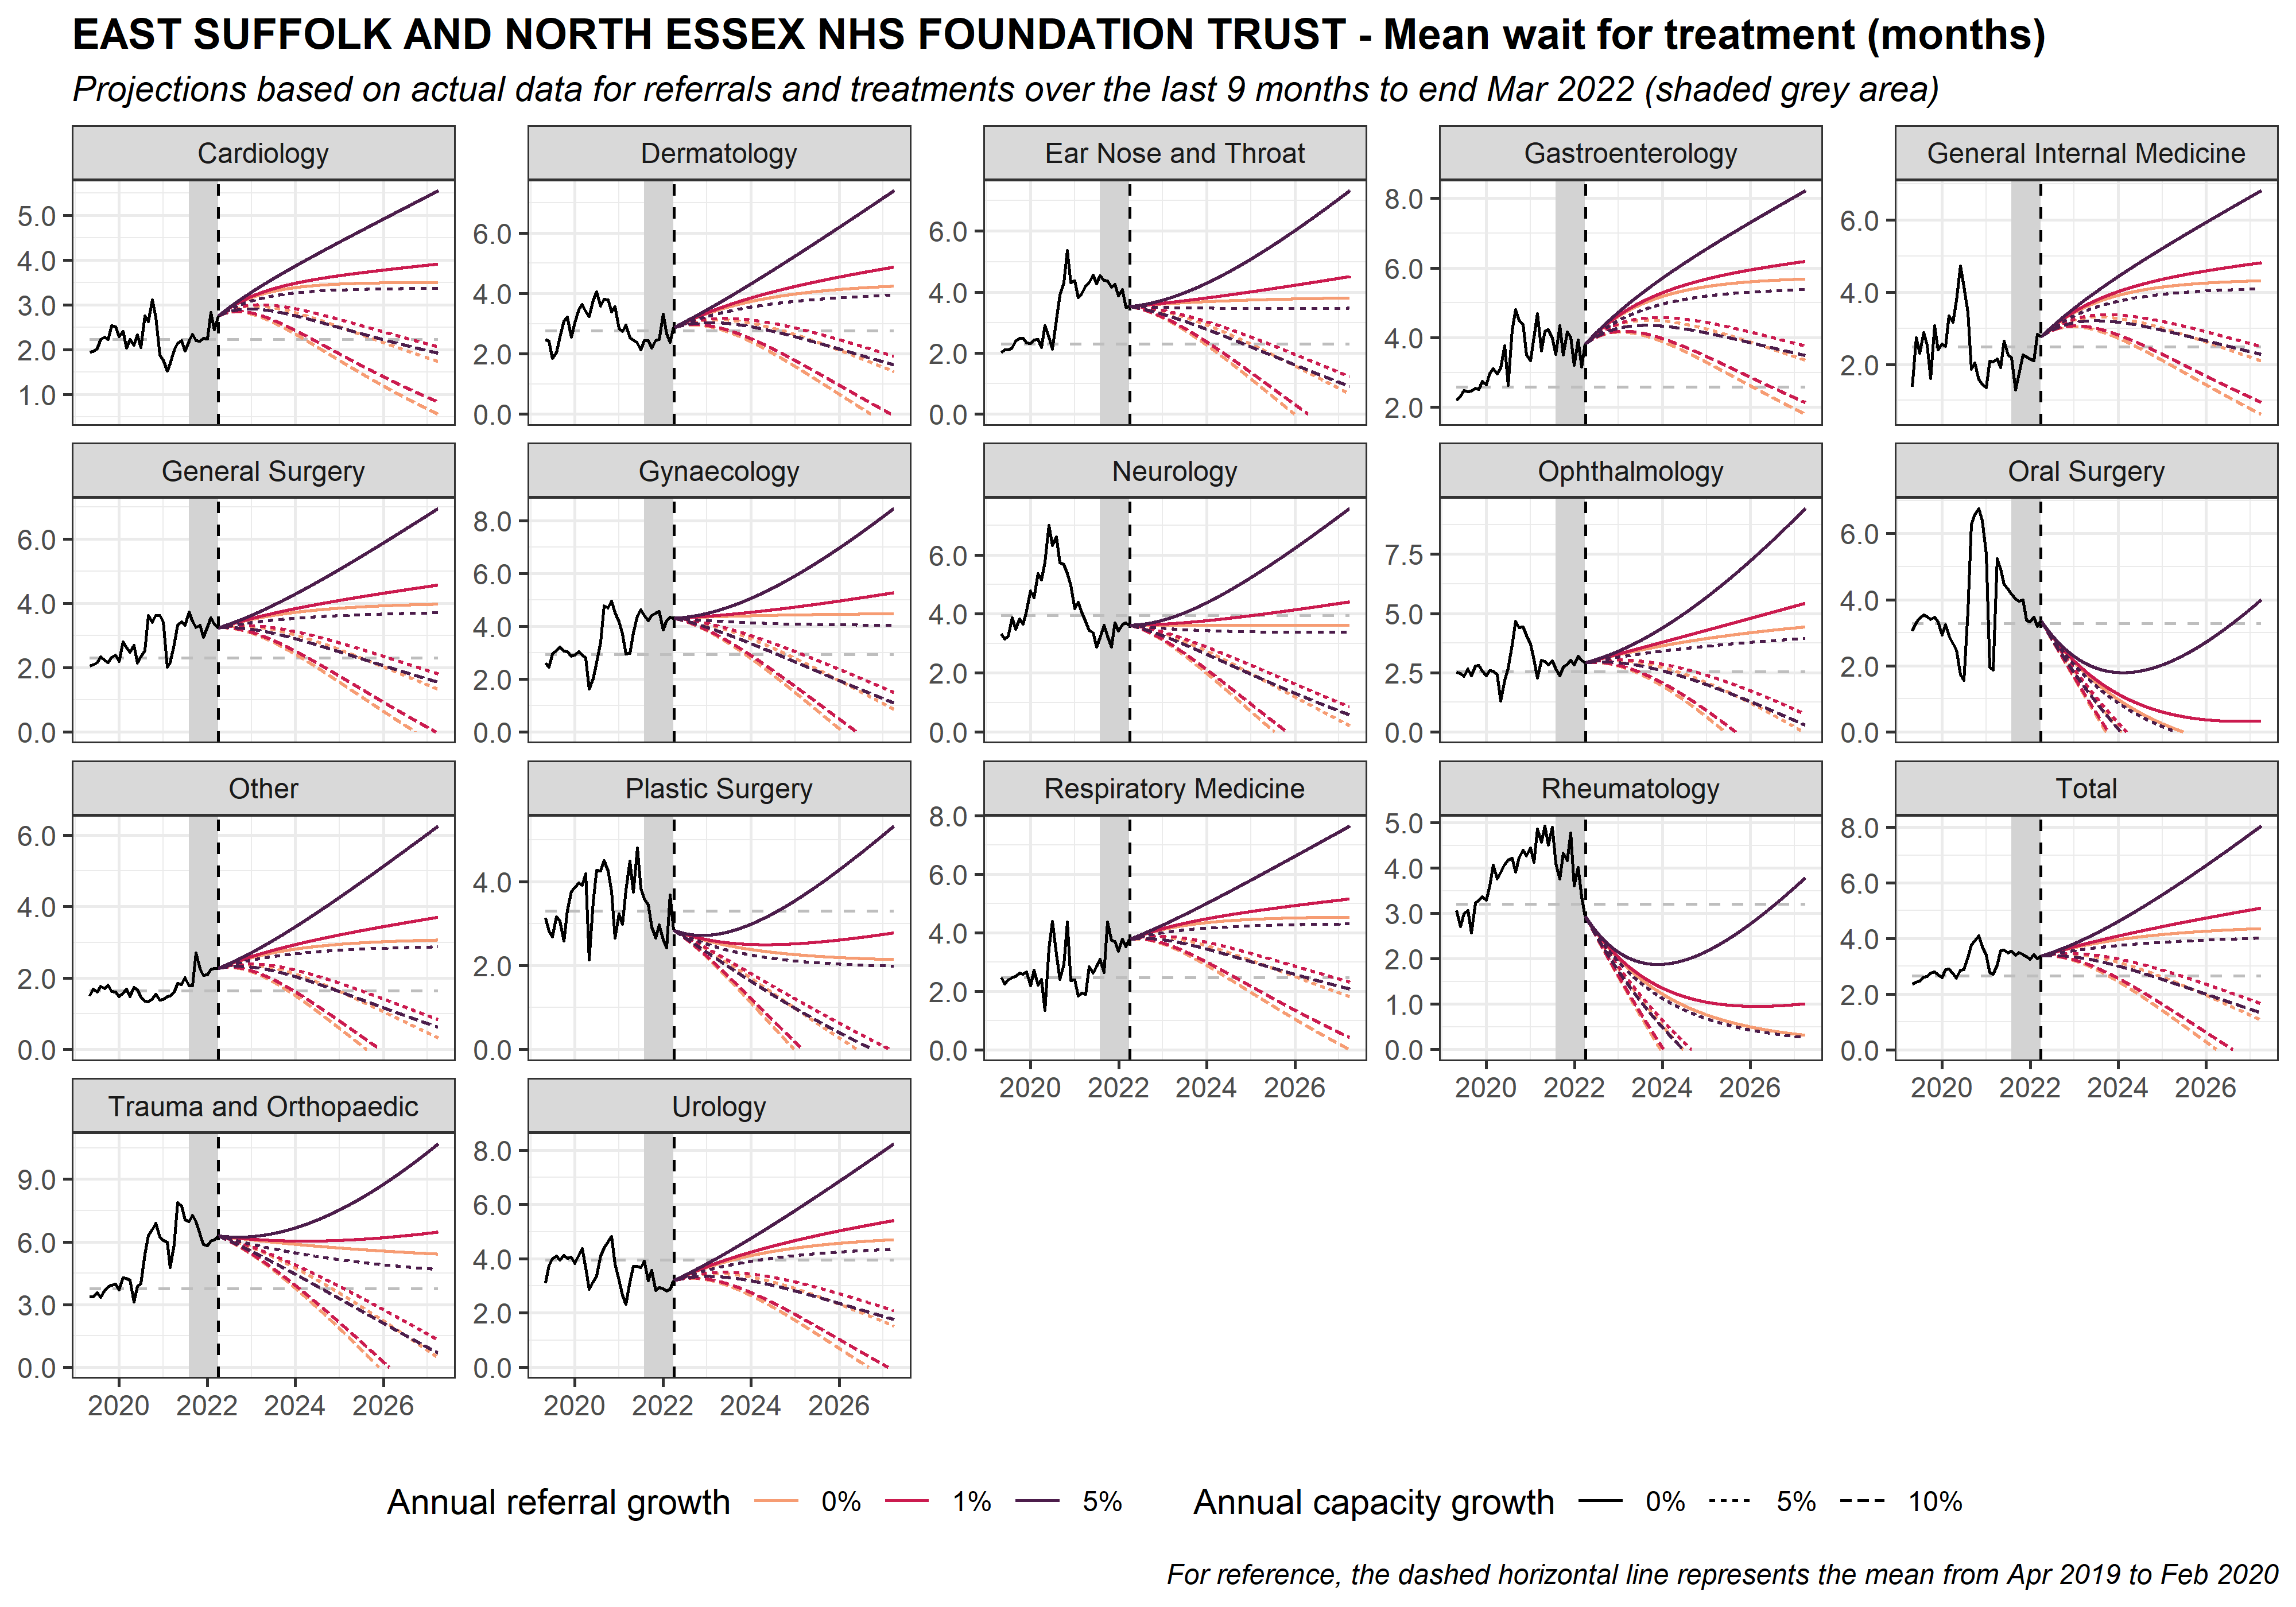 EAST SUFFOLK AND NORTH ESSEX NHS FOUNDATION TRUST - Mean wait for treatment (months)
Projections based on actual data for referrals and treatments over the last 9 months to end Mar 2022 (shaded grey area)
Cardiology
5.0
4.0
3.0
2.0
1.0
Dermatology
6.0
4.0
2.0
0.0
Ear Nose and Throat
6.0
4.0
2.0
0.0
Gastroenterology
8.0
6.0
4.0
2.0
General Internal Medicine
6.0
4.0
2.0
General Surgery
6.0
4.0
2.0
0.0
Gynaecology
8.0
6.0
4.0
2.0
0.0
Neurology
6.0
4.0
2.0
0.0
Ophthalmology
7.5
5.0
2.5
0.0
Oral Surgery
6.0
4.0
2.0
0.0
Other
6.0
4.0
2.0
0.0
Plastic Surgery
4.0
2.0
0.0
Respiratory Medicine
8.0
6.0
4.0
2.0
0.0
2020 2022 2024 2026
Rheumatology
5.0
4.0
3.0
2.0
1.0
0.0
2020 2022 2024 2026
Total
8.0
6.0
4.0
2.0
0.0
2020 2022 2024 2026
Trauma and Orthopaedic
9.0
6.0
3.0
0.0
2020 2022 2024 2026
Urology
8.0
6.0
4.0
2.0
0.0
2020 2022 2024 2026
Annual referral growth 0% 1% 5% Annual capacity growth 0% 5% 10%
For reference, the dashed horizontal line represents the mean from Apr 2019 to Feb 2020